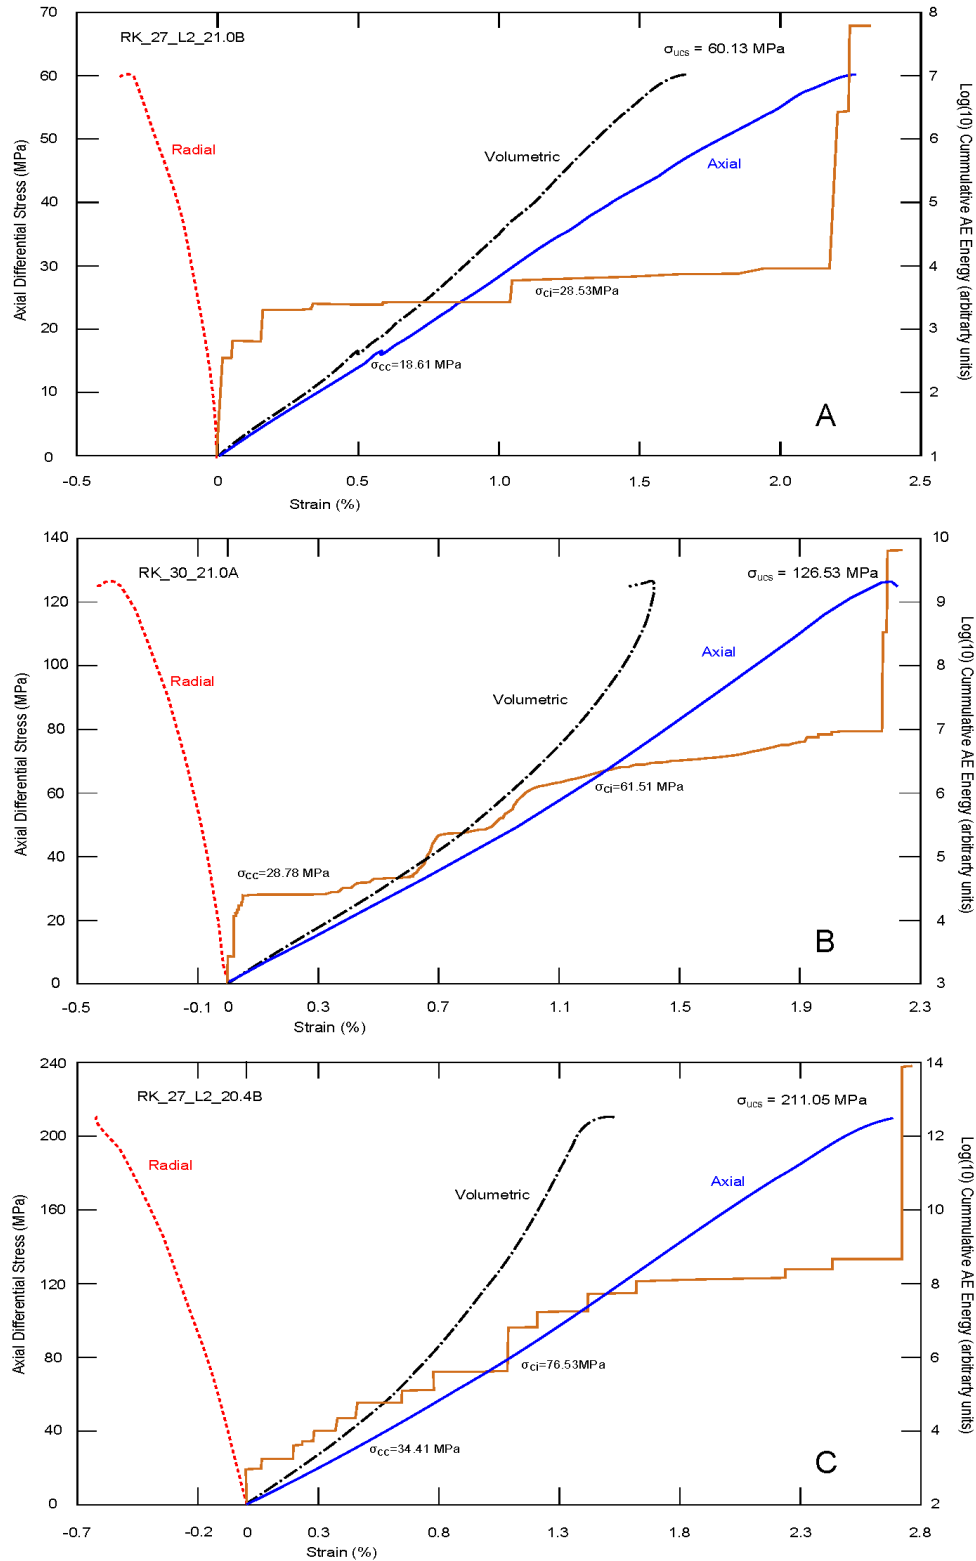 70
60
50
40
30
20
10
0
Axial Differential Stress (MPa)
RK_27_L2_21.0B
σucs = 60.13 MPa
Radial
Volumetric
Axial
σci=28.53MPa
σcc=18.61 MPa
A
8
7
6
5
4
3
2
1
Log(10) Cummulative AE Energy (arbitrarty units)
-0.5 0 0.5 1.0 1.5 2.0 2.5
Strain (%)
140
120
100
80
60
40
20
0
Axial Differential Stress (MPa)
RK_30_21.0A
σucs = 126.53 MPa
Radial
Axial
Volumetric
σci=61.51 MPa
σcc=28.78 MPa
B
10
9
8
7
6
5
4
3
Log(10) Cummulative AE Energy (arbitrarty units)
-0.5 -0.1 0 0.3 0.7 1.1 1.5 1.9 2.3
Strain (%)
240
200
160
120
80
40
0
Axial Differential Stress (MPa)
RK_27_L2_20.4B
σucs = 211.05 MPa
Radial
Axial
Volumetric
σci=76.53MPa
σcc=34.41 MPa
C
14
12
10
8
6
4
2
Log(10) Cummulative AE Energy (arbitrarty units)
-0.7 -0.2 0 0.3 0.8 1.3 1.8 2.3 2.8
Strain (%)